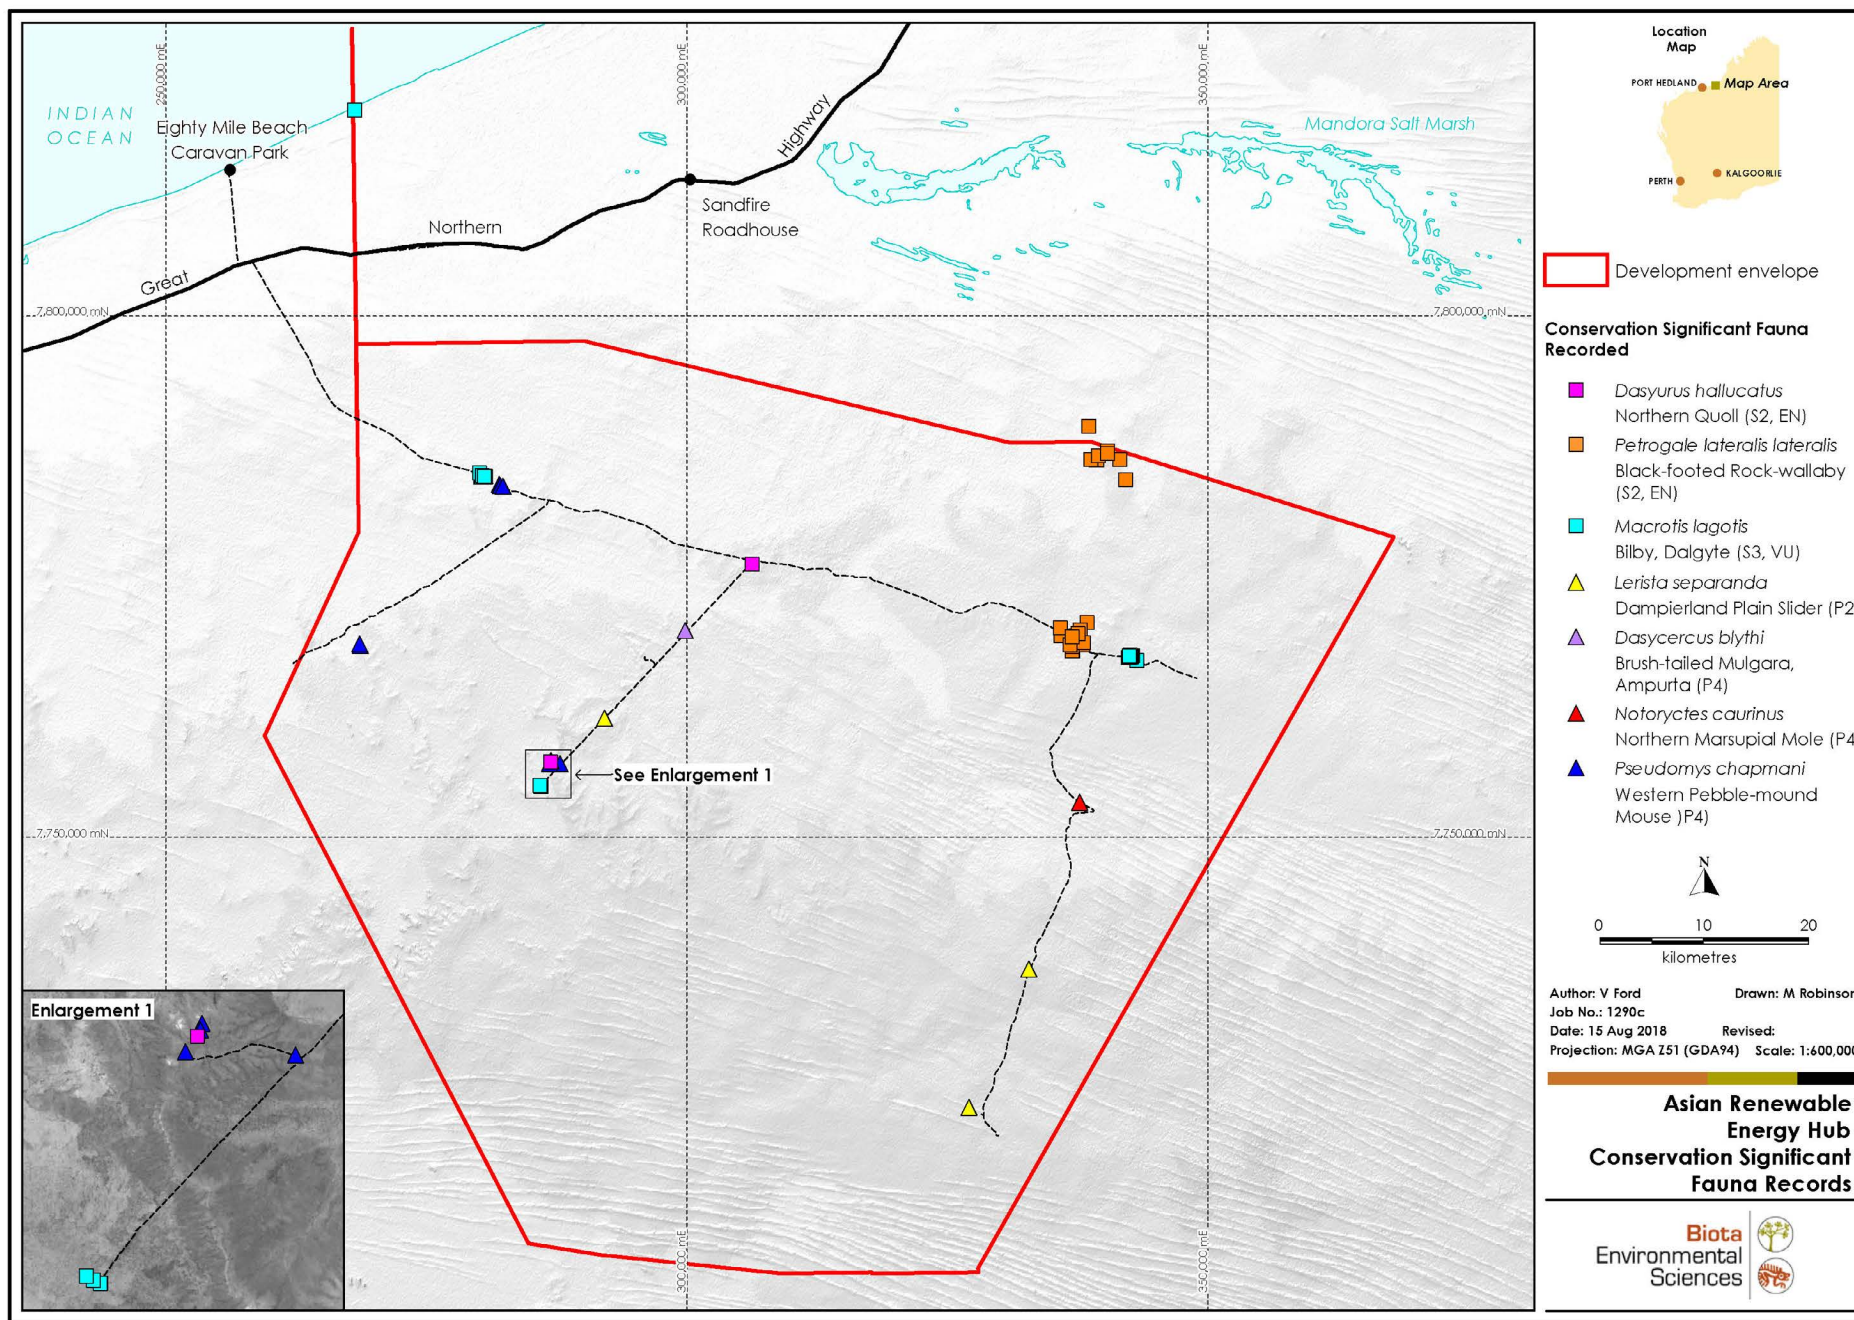 INDIAN
OCEAN
Eighty Mile Beach
Caravan Park
250,000 mE
300,000 mE
350,000 mE
Highway
Mandora Salt Marsh
Sandfire
Roadhouse
Northern
Great
7,800,000 mN
7,800,000 mN
See Enlargement 1
7,750,000 mN
7,750,000 mN
Enlargement 1
300,000 mE
350,000 mE
Location
Map
PORT HEDLAND
Map Area
PERTH
KALGOORLIE
Development envelope
Conservation Significant Fauna
Recorded
Dasyurus hallucatus
Northern Quoll (S2, EN)
Petrogale lateralis lateralis
Black-footed Rock-wallaby
(S2, EN)
Macrotis lagotis
Bilby, Dalgyte (S3, VU)
Lerista separanda
Dampierland Plain Slider (P2
Dasycercus blythi
Brush-tailed Mulgara,
Ampurta (P4)
Notoryctes caurinus
Northern Marsupial Mole (P4
Pseudomys chapmani
Western Pebble-mound
Mouse )P4)
N
0 10 20
kilometres
Author: V Ford Drawn: M Robinson
Job No.: 1290c
Date: 15 Aug 2018 Revised:
Projection: MGA Z51 (GDA94) Scale: 1:600,000
Asian Renewable
Energy Hub
Conservation Significant
Fauna Records
Biota
Environmental
Sciences